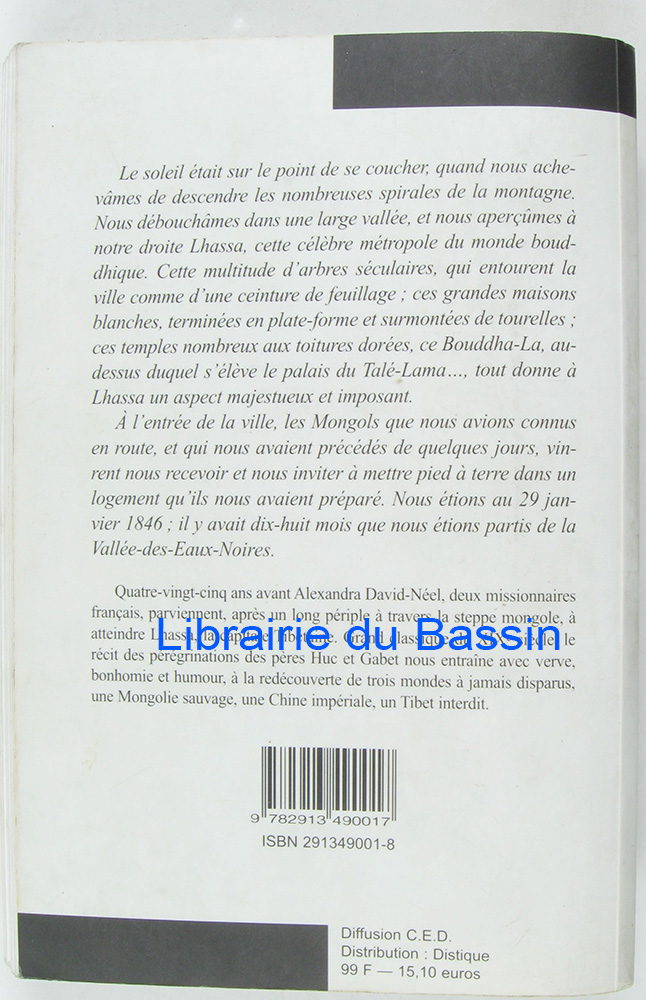 Le soleil était sur le point de se coucher, quand nous ache-
vâmes de descendre les nombreuses spirales de la montagne.
Nous débouchâmes dans une large vallée, et nous aperçûmes à
notre droite Lhassa, cette célèbre métropole du monde boud-
dhique. Cette multitude d'arbres séculaires, qui entourent la
ville comme d'une ceinture de feuillage ; ces grandes maisons
blanches, terminées en plate-forme et surmontées de tourelles ;
ces temples nombreux aux toitures dorées, ce Bouddha-La, au-
dessus duquel s'élève le palais du Talé-Lama…, tout donne à
Lhassa un aspect majestueux et imposant.
À l'entrée de la ville, les Mongols que nous avions connus
en route, et qui nous avaient précédés de quelques jours, vin-
rent nous recevoir et nous inviter à mettre pied à terre dans un
logement qu'ils nous avaient préparé. Nous étions au 29 jan-
vier 1846 ; il y avait dix-huit mois que nous étions partis de la
Vallée-des-Eaux-Noires.
Quatre-vingt-cinq ans avant Alexandra David-Néel, deux missionnaires
français, parviennent, après un long périple à travers la steppe mongole, à
atteindre Lhassa, la capitale Tibétaine. Grand classique du XIXe siècle, le
récit des pérégrinations des pères Huc et Gabet nous entraîne avec verve,
bonhomie et humour, à la redécouverte de trois mondes à jamais disparus,
une Mongolie sauvage, une Chine impériale, un Tibet interdit.
Librairie du Bassin
9 782913 490017
ISBN 291349001-8
Diffusion C.E.D.
Distribution : Distique
99 F — 15,10 euros